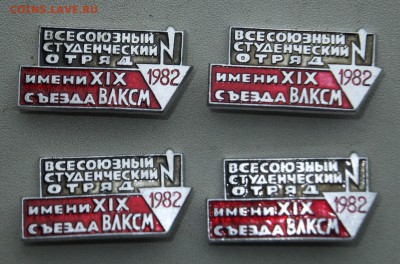 COINS.LAVE.RU
ВСЕСОЮЗНЫЙ
СТУДЕНЧЕСКИЙ
ОТРЯД
ИМЕНИ XIX 1982
СЪЕЗДА ВЛКСМ
ВСЕСОЮЗНЫЙ
СТУДЕНЧЕСКИЙ
ОТРЯД
ИМЕНИ XIX 1982
СЪЕЗДА ВЛКСМ
ВСЕСОЮЗНЫЙ
СТУДЕНЧЕСКИЙ
ОТРЯД
ИМЕНИ XIX 1982
СЪЕЗДА ВЛКСМ
ВСЕСОЮЗНЫЙ
СТУДЕНЧЕСКИЙ
ОТРЯД
ИМЕНИ XIX 1982
СЪЕЗДА ВЛКСМ